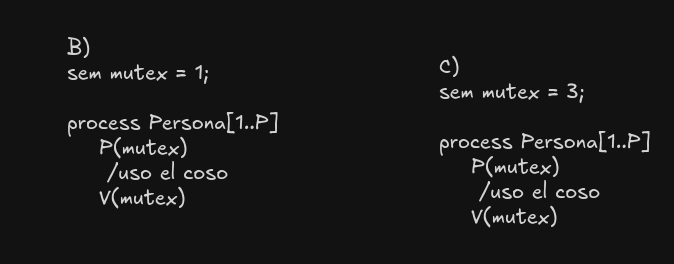 B)
sem mutex = 1;
process Persona[1..P]
P(mutex)
/uso el coso
V(mutex)
C)
sem mutex = 3;
process Persona[1..P]
P(mutex)
/uso el coso
V(mutex)